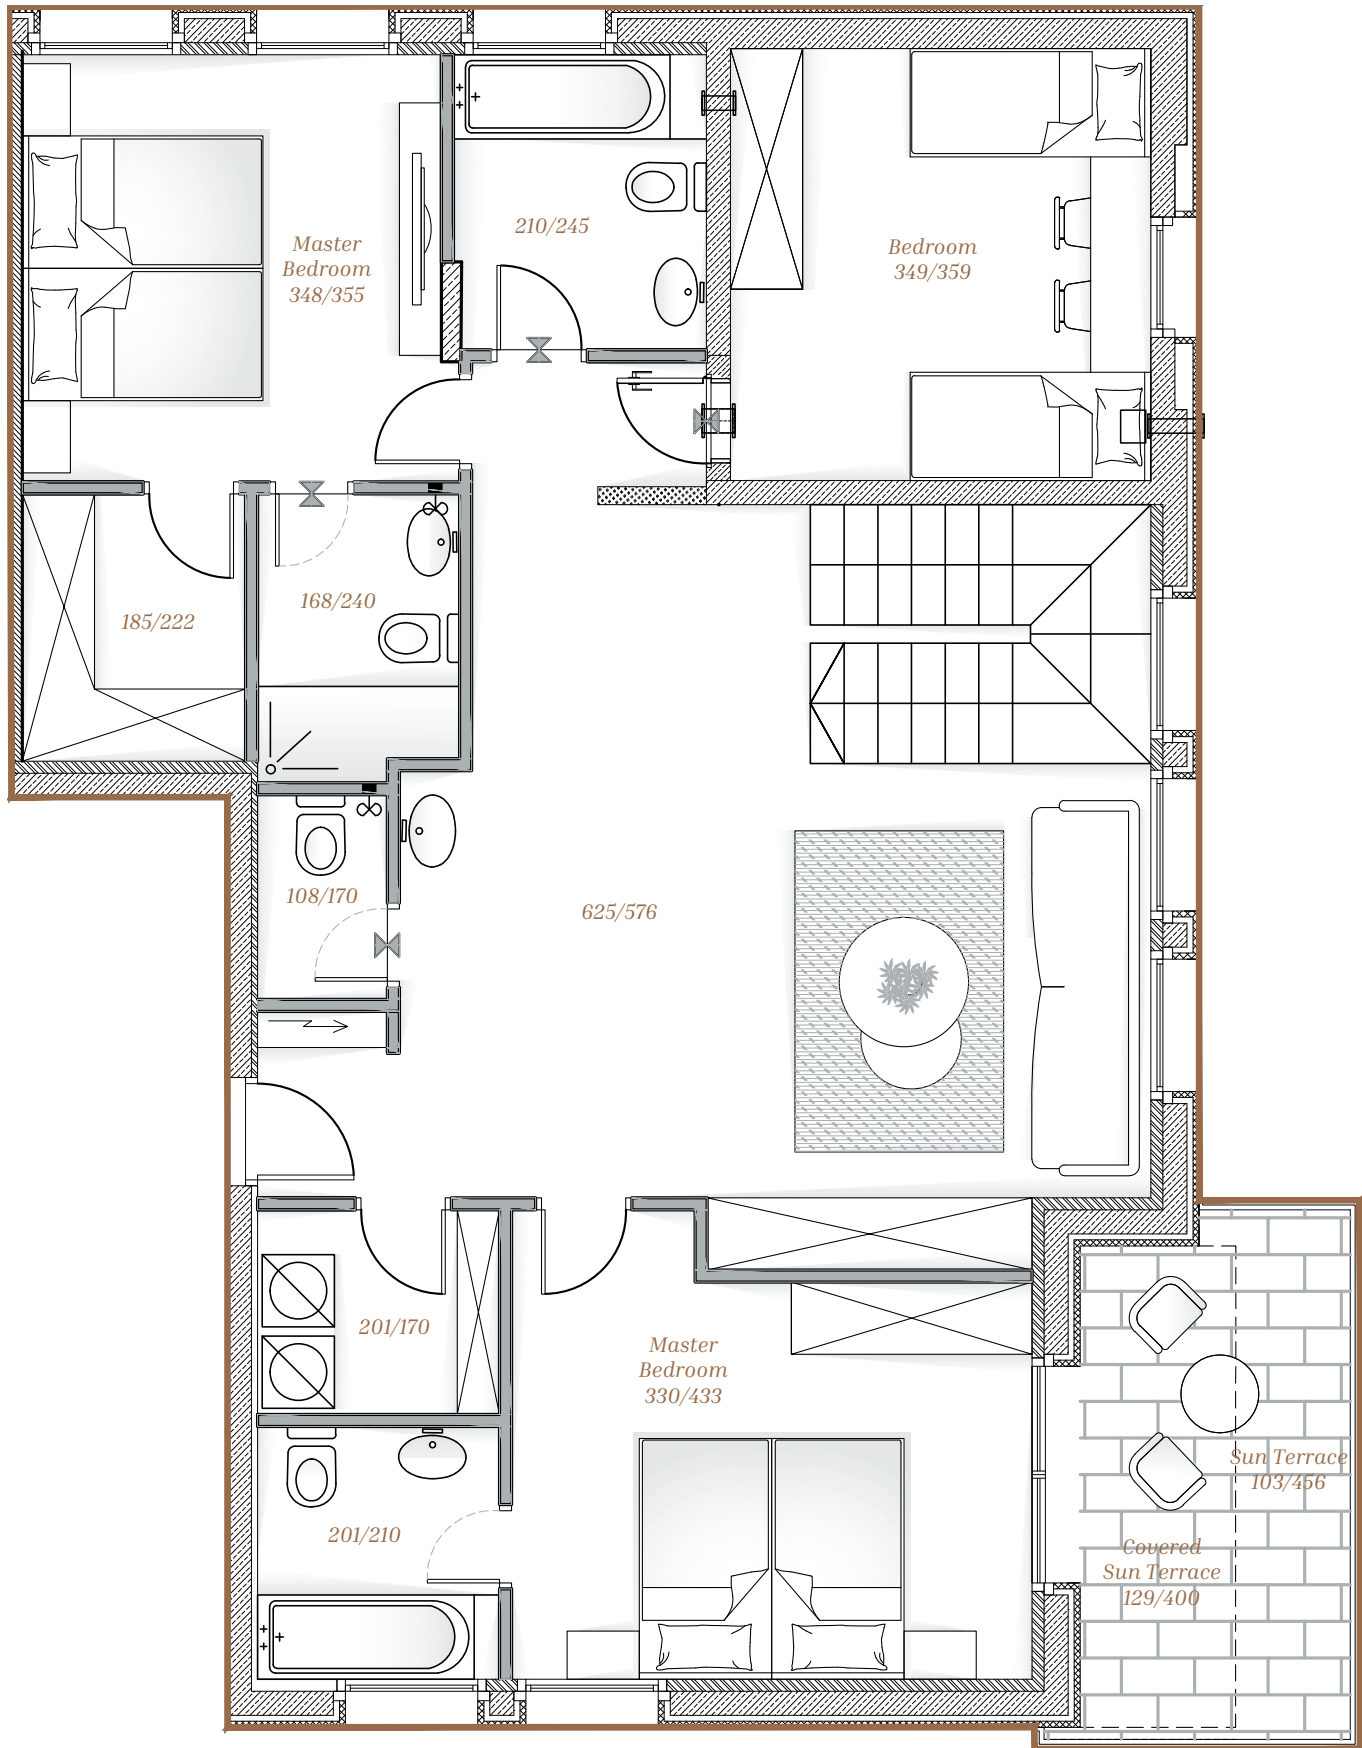 210/245
Master
Bedroom
348/355
Bedroom
349/359
168/240
185/222
108/170
625/576
201/170
Master
Bedroom
330/433
Sun Terrace
103/456
201/210
Covered
Sun Terrace
129/400